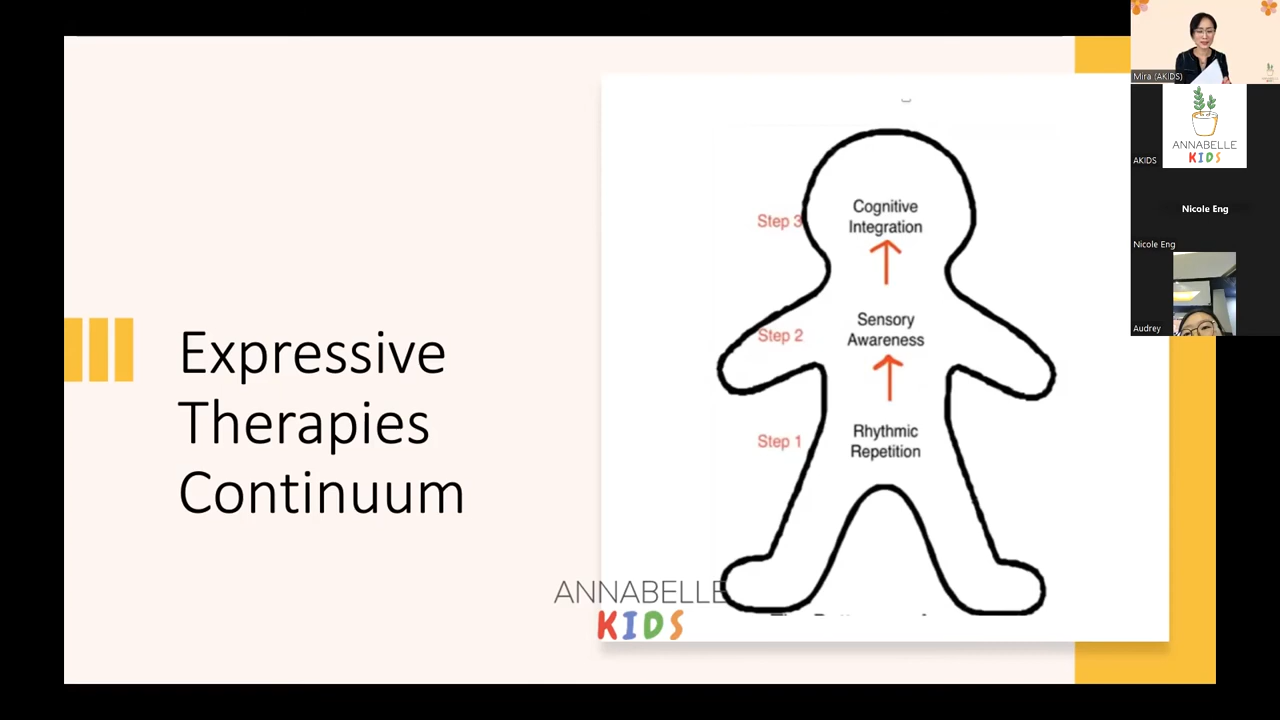 Expressive
Therapies
Continuum
Step 3
Cognitive
Integration
Step 2
Sensory
Awareness
Step 1
Rhythmic
Repetition
ANNABELLE
KIDS
Mira (AKIDS)
ANNABELLE
KIDS
AKIDS
Nicole Eng
Nicole Eng
Audrey